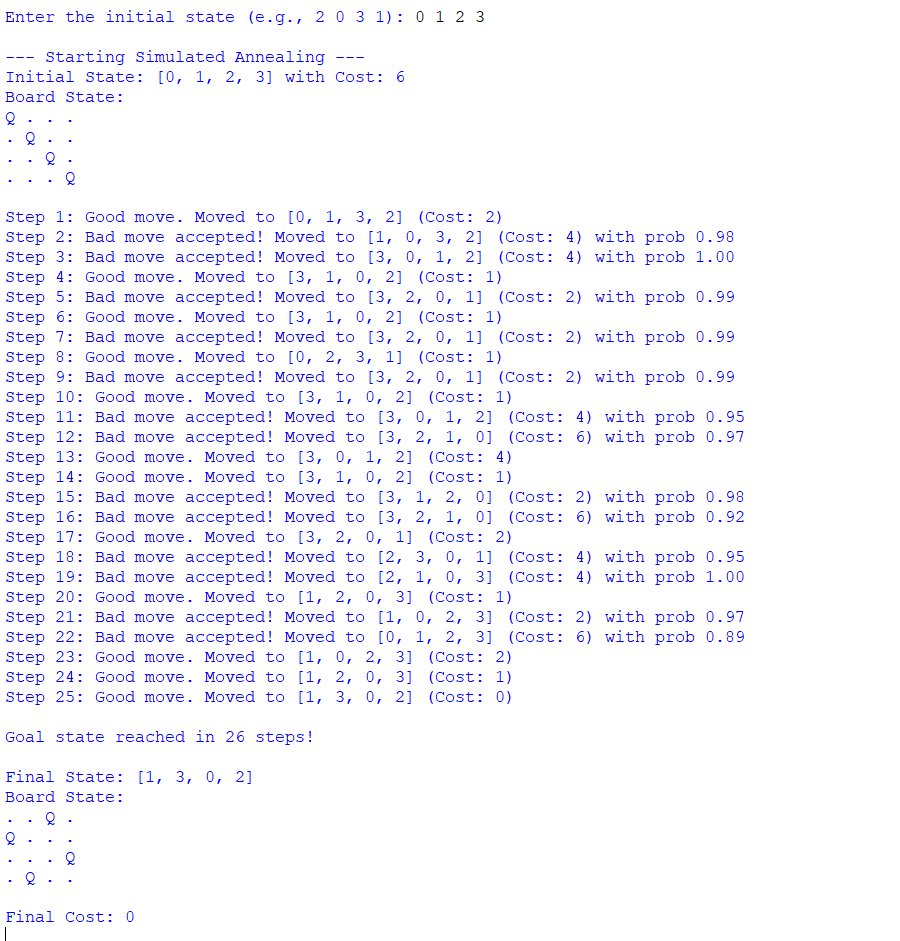 Enter the initial state (e.g., 2 0 3 1): 0 1 2 3
--- Starting Simulated Annealing ---
Initial State: [0, 1, 2, 3] with Cost: 6
Board State:
Q . . .
. Q . .
. . Q .
. . . Q
Step 1: Good move. Moved to [0, 1, 3, 2] (Cost: 2)
Step 2: Bad move accepted! Moved to [1, 0, 3, 2] (Cost: 4) with prob 0.98
Step 3: Bad move accepted! Moved to [3, 0, 1, 2] (Cost: 4) with prob 1.00
Step 4: Good move. Moved to [3, 1, 0, 2] (Cost: 1)
Step 5: Bad move accepted! Moved to [3, 2, 0, 1] (Cost: 2) with prob 0.99
Step 6: Good move. Moved to [3, 1, 0, 2] (Cost: 1)
Step 7: Bad move accepted! Moved to [3, 2, 0, 1] (Cost: 2) with prob 0.99
Step 8: Good move. Moved to [0, 2, 3, 1] (Cost: 1)
Step 9: Bad move accepted! Moved to [3, 2, 0, 1] (Cost: 2) with prob 0.99
Step 10: Good move. Moved to [3, 1, 0, 2] (Cost: 1)
Step 11: Bad move accepted! Moved to [3, 0, 1, 2] (Cost: 4) with prob 0.95
Step 12: Bad move accepted! Moved to [3, 2, 1, 0] (Cost: 6) with prob 0.97
Step 13: Good move. Moved to [3, 0, 1, 2] (Cost: 4)
Step 14: Good move. Moved to [3, 1, 0, 2] (Cost: 1)
Step 15: Bad move accepted! Moved to [3, 1, 2, 0] (Cost: 2) with prob 0.98
Step 16: Bad move accepted! Moved to [3, 2, 1, 0] (Cost: 6) with prob 0.92
Step 17: Good move. Moved to [3, 2, 0, 1] (Cost: 2)
Step 18: Bad move accepted! Moved to [2, 3, 0, 1] (Cost: 4) with prob 0.95
Step 19: Bad move accepted! Moved to [2, 1, 0, 3] (Cost: 4) with prob 1.00
Step 20: Good move. Moved to [1, 2, 0, 3] (Cost: 1)
Step 21: Bad move accepted! Moved to [1, 0, 2, 3] (Cost: 2) with prob 0.97
Step 22: Bad move accepted! Moved to [0, 1, 2, 3] (Cost: 6) with prob 0.89
Step 23: Good move. Moved to [1, 0, 2, 3] (Cost: 2)
Step 24: Good move. Moved to [1, 2, 0, 3] (Cost: 1)
Step 25: Good move. Moved to [1, 3, 0, 2] (Cost: 0)
Goal state reached in 26 steps!
Final State: [1, 3, 0, 2]
Board State:
. . Q .
Q . . .
. . . Q
. Q . .
Final Cost: 0